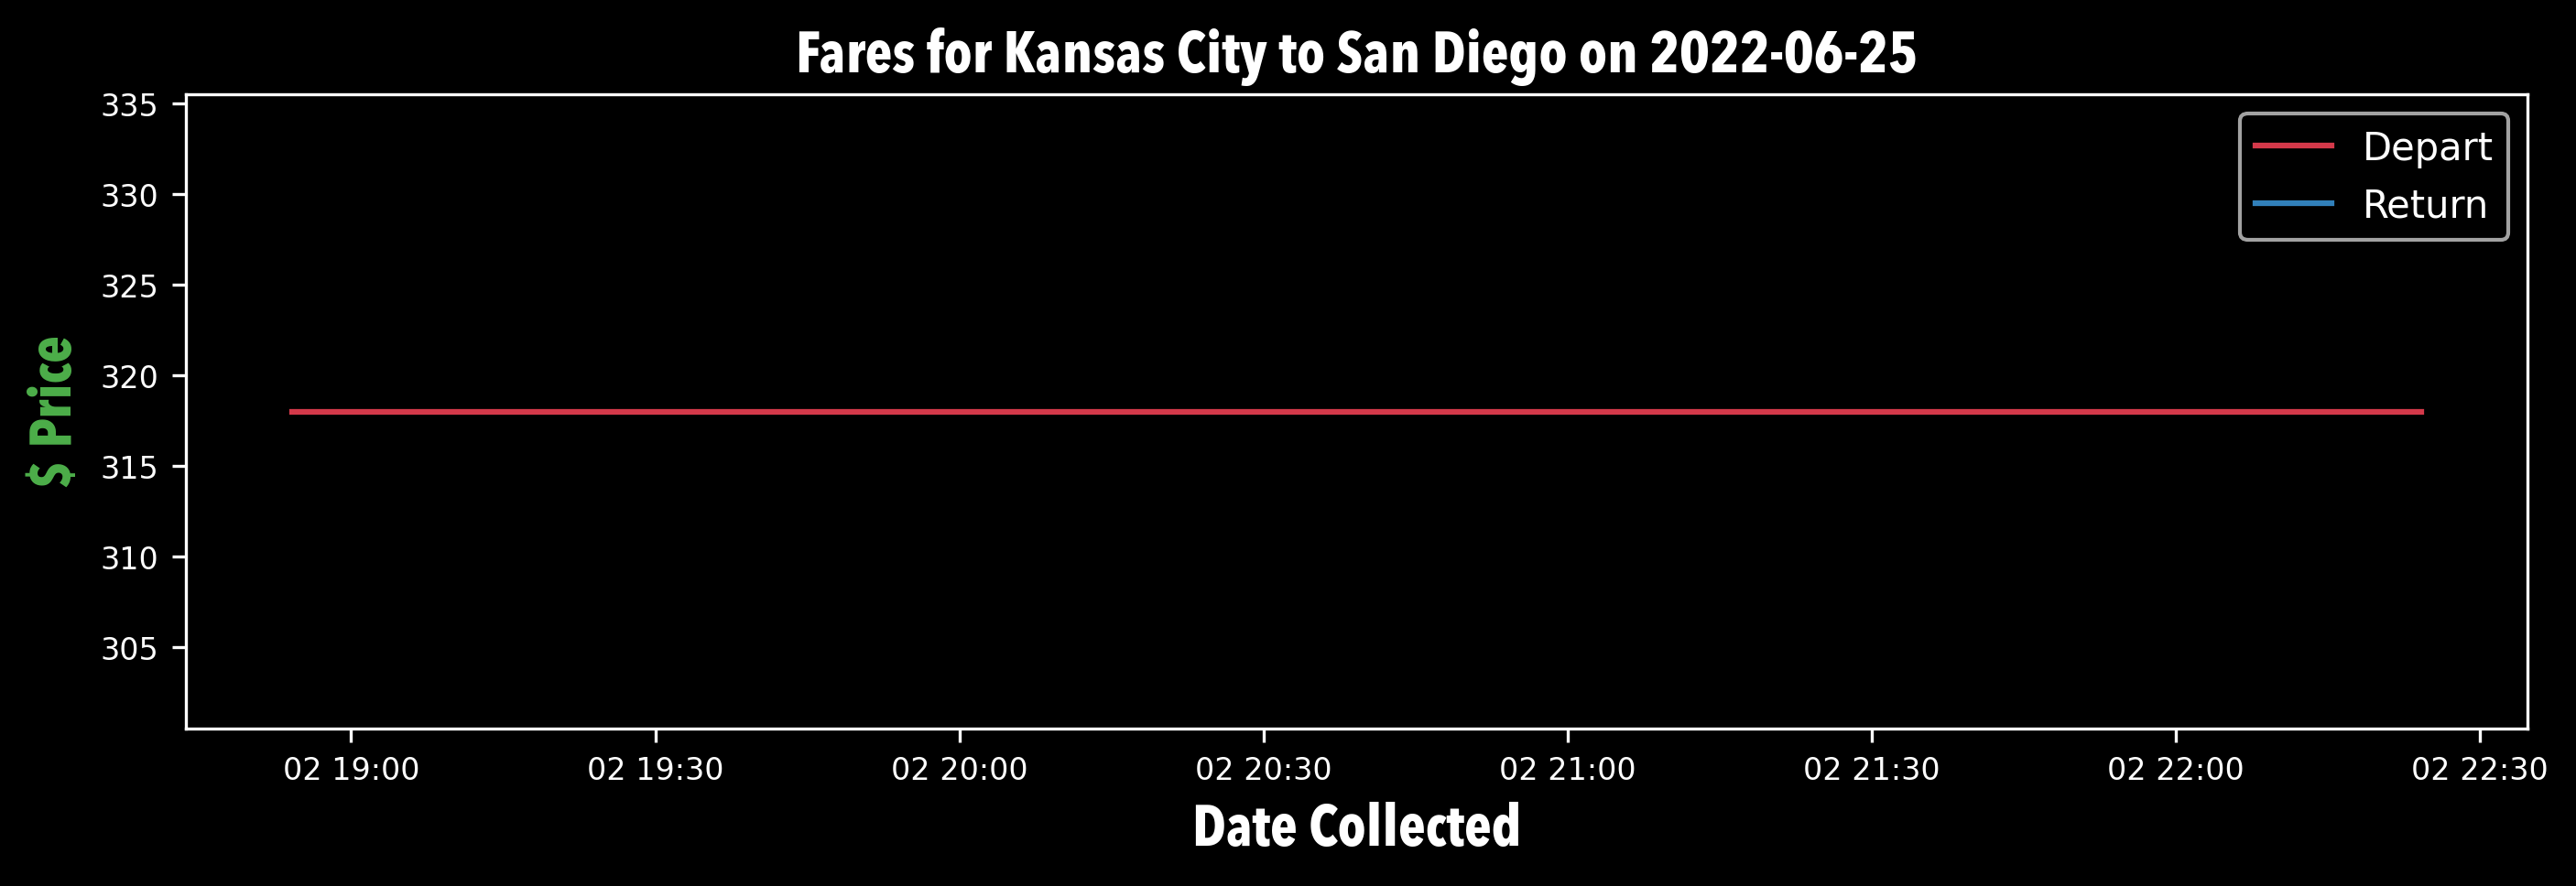 Fares for Kansas City to San Diego on 2022-06-25
335
330
325
320
315
310
305
$ Price
Depart
Return
02 19:00 02 19:30 02 20:00 02 20:30 02 21:00 02 21:30 02 22:00 02 22:30
Date Collected